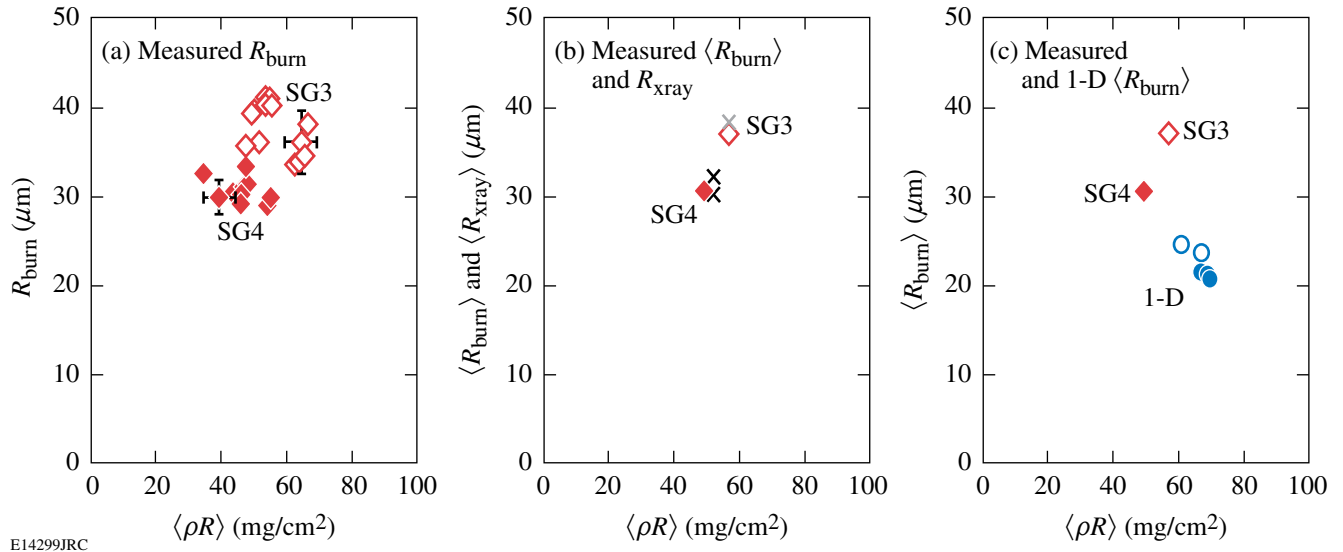 (a) Measured R_burn
50
40
30
20
10
0
R_burn (μm)
SG3
SG4
0 20 40 60 80 100
⟨ρR⟩ (mg/cm²)
(b) Measured ⟨R_burn⟩
and R_xray
50
40
30
20
10
0
⟨R_burn⟩ and ⟨R_xray⟩ (μm)
SG3
SG4
0 20 40 60 80 100
⟨ρR⟩ (mg/cm²)
(c) Measured
and 1-D ⟨R_burn⟩
50
40
30
20
10
0
⟨R_burn⟩ (μm)
SG3
SG4
1-D
0 20 40 60 80 100
⟨ρR⟩ (mg/cm²)
E14299JRC